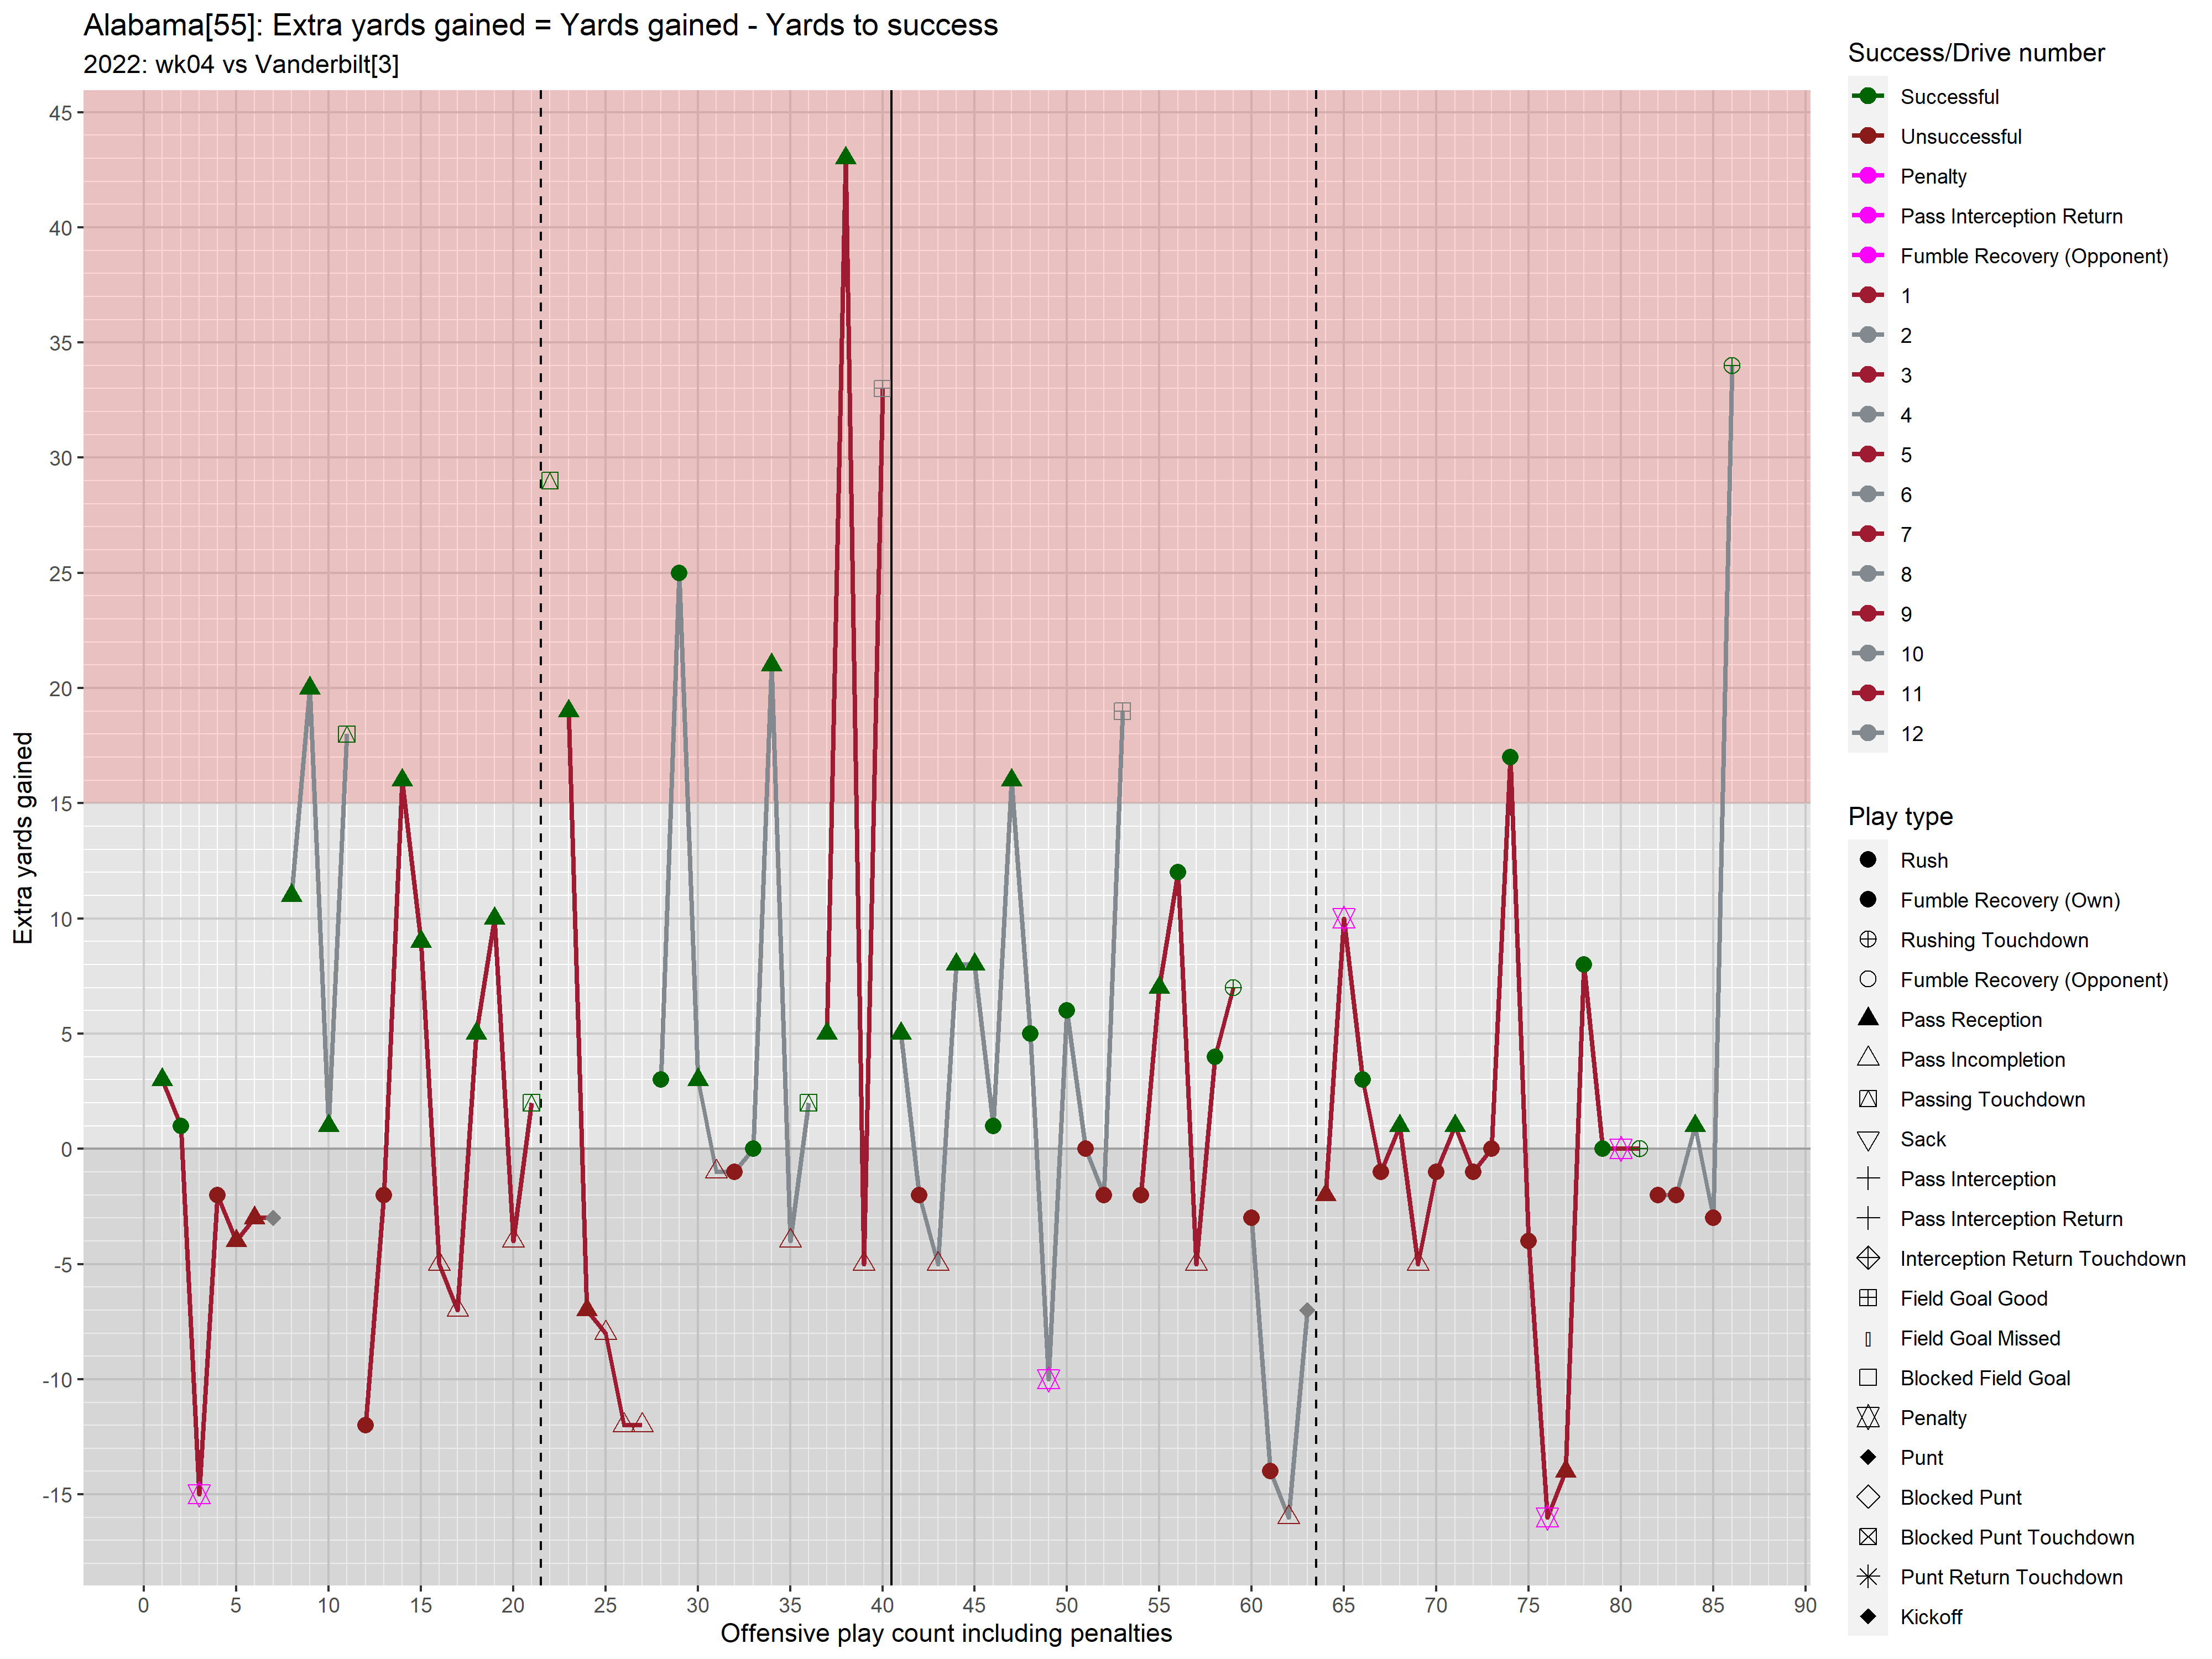 Alabama[55]: Extra yards gained = Yards gained - Yards to success
2022: wk04 vs Vanderbilt[3]
Extra yards gained
45
40
35
30
25
20
15
10
5
0
-5
-10
-15
0 5 10 15 20 25 30 35 40 45 50 55 60 65 70 75 80 85 90
Offensive play count including penalties
Success/Drive number
Successful
Unsuccessful
Penalty
Pass Interception Return
Fumble Recovery (Opponent)
1
2
3
4
5
6
7
8
9
10
11
12
Play type
Rush
Fumble Recovery (Own)
Rushing Touchdown
Fumble Recovery (Opponent)
Pass Reception
Pass Incompletion
Passing Touchdown
Sack
Pass Interception
Pass Interception Return
Interception Return Touchdown
Field Goal Good
Field Goal Missed
Blocked Field Goal
Penalty
Punt
Blocked Punt
Blocked Punt Touchdown
Punt Return Touchdown
Kickoff